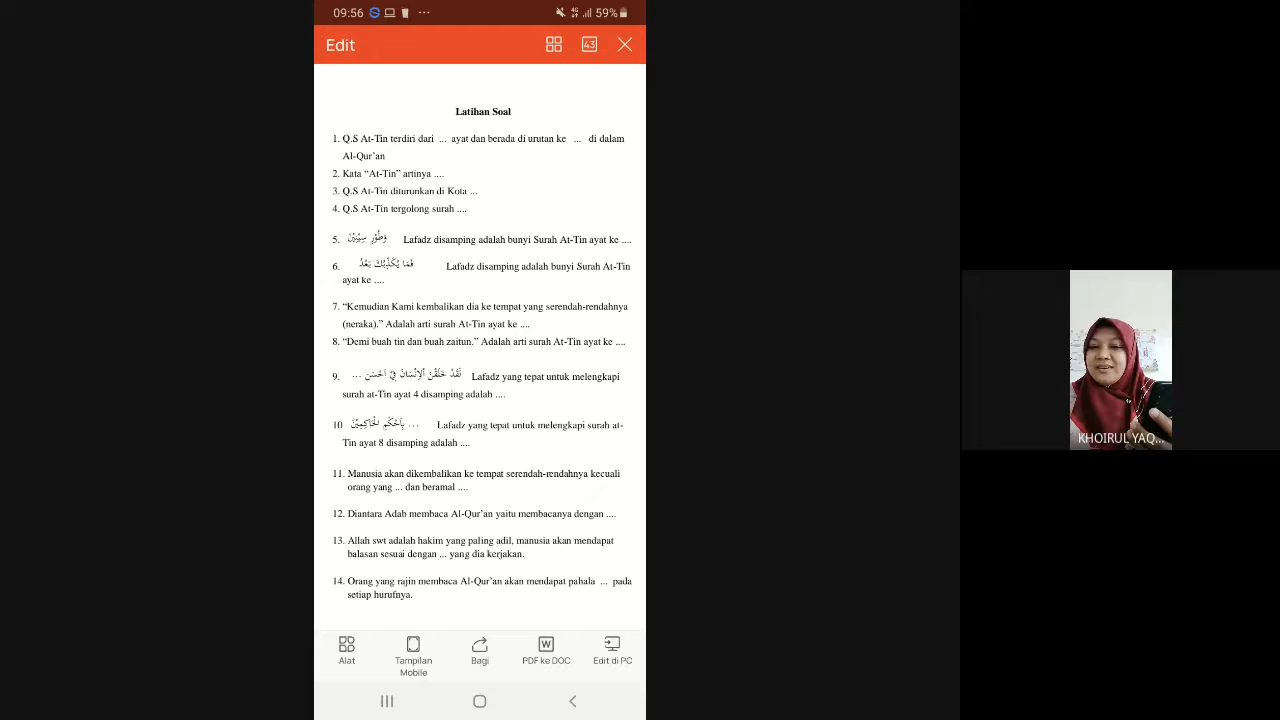 09:56 ... 59%
Edit 43
Latihan Soal
1. Q.S At-Tin terdiri dari ... ayat dan berada di urutan ke ... di dalam
Al-Qur’an
2. Kata “At-Tin” artinya ....
3. Q.S At-Tin diturunkan di Kota ...
4. Q.S At-Tin tergolong surah ....
5. وَطُوْرِ سِيْنِيْنَ Lafadz disamping adalah bunyi Surah At-Tin ayat ke ....
6. فَمَا يُكَذِّبُكَ بَعْدُ Lafadz disamping adalah bunyi Surah At-Tin
ayat ke ....
7. “Kemudian Kami kembalikan dia ke tempat yang serendah-rendahnya
(neraka).” Adalah arti surah At-Tin ayat ke ....
8. “Demi buah tin dan buah zaitun.” Adalah arti surah At-Tin ayat ke ....
9. لَقَدْ خَلَقْنَ الْاِنْسَانَ فِيْ اَحْسَنِ ... Lafadz yang tepat untuk melengkapi
surah at-Tin ayat 4 disamping adalah ....
10 ... بِاَحْكَمِ الْحَاكِمِيْنَ Lafadz yang tepat untuk melengkapi surah at-
Tin ayat 8 disamping adalah ....
11. Manusia akan dikembalikan ke tempat serendah-rendahnya kecuali
orang yang ... dan beramal ....
12. Diantara Adab membaca Al-Qur’an yaitu membacanya dengan ....
13. Allah swt adalah hakim yang paling adil, manusia akan mendapat
balasan sesuai dengan ... yang dia kerjakan.
14. Orang yang rajin membaca Al-Qur’an akan mendapat pahala ... pada
setiap hurufnya.
Alat Tampilan Mobile Bagi PDF ke DOC Edit di PC
KHOIRUL YAQ...